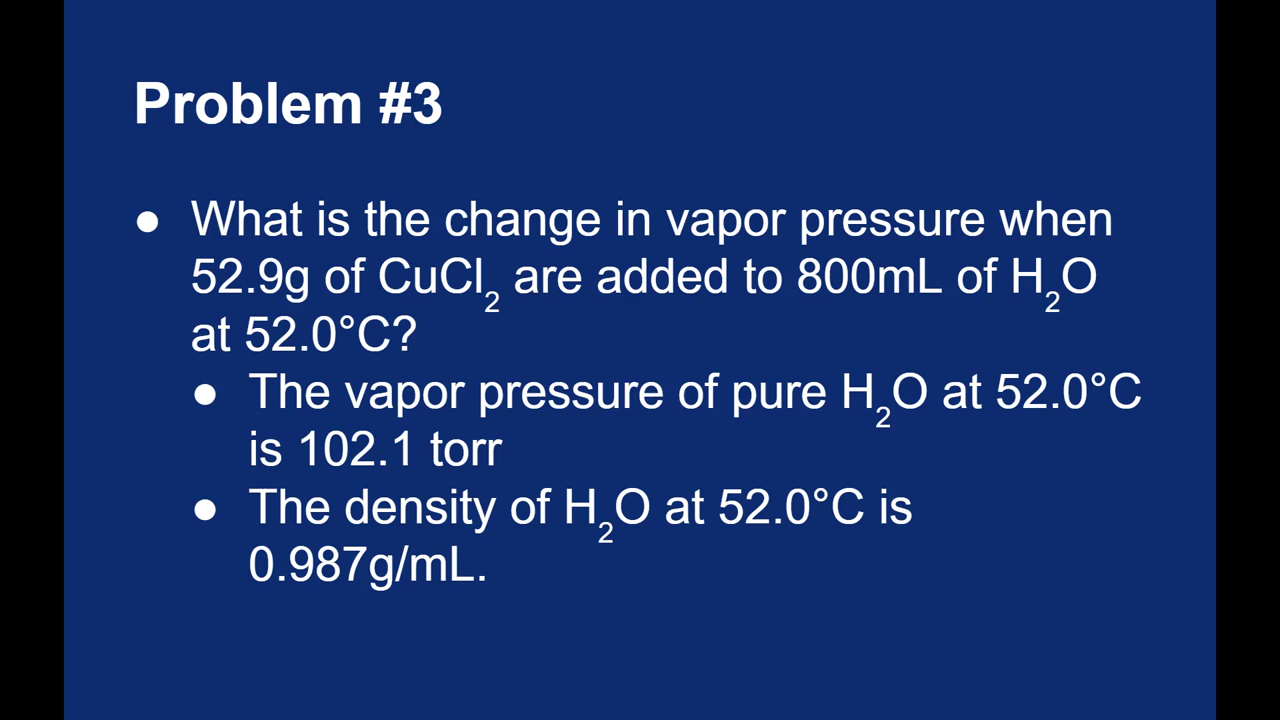 Problem #3
● What is the change in vapor pressure when
52.9g of CuCl₂ are added to 800mL of H₂O
at 52.0°C?
● The vapor pressure of pure H₂O at 52.0°C
is 102.1 torr
● The density of H₂O at 52.0°C is
0.987g/mL.